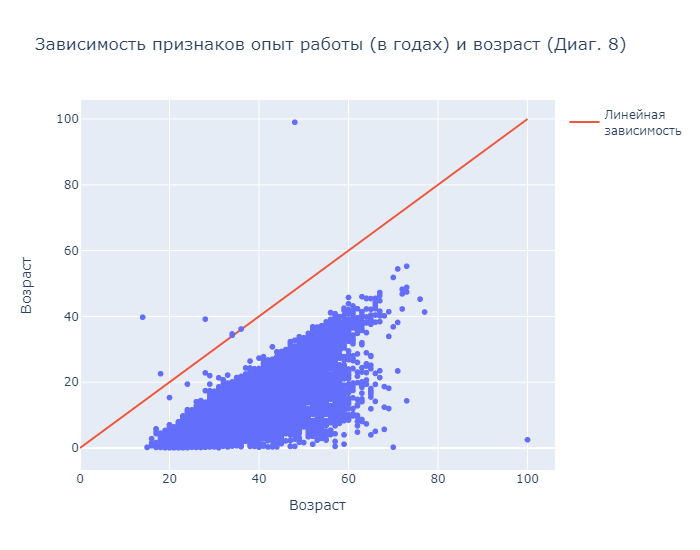 Зависимость признаков опыт работы (в годах) и возраст (Диаг. 8)
Линейная
зависимость
100
80
60
40
20
0
Возраст
0 20 40 60 80 100
Возраст